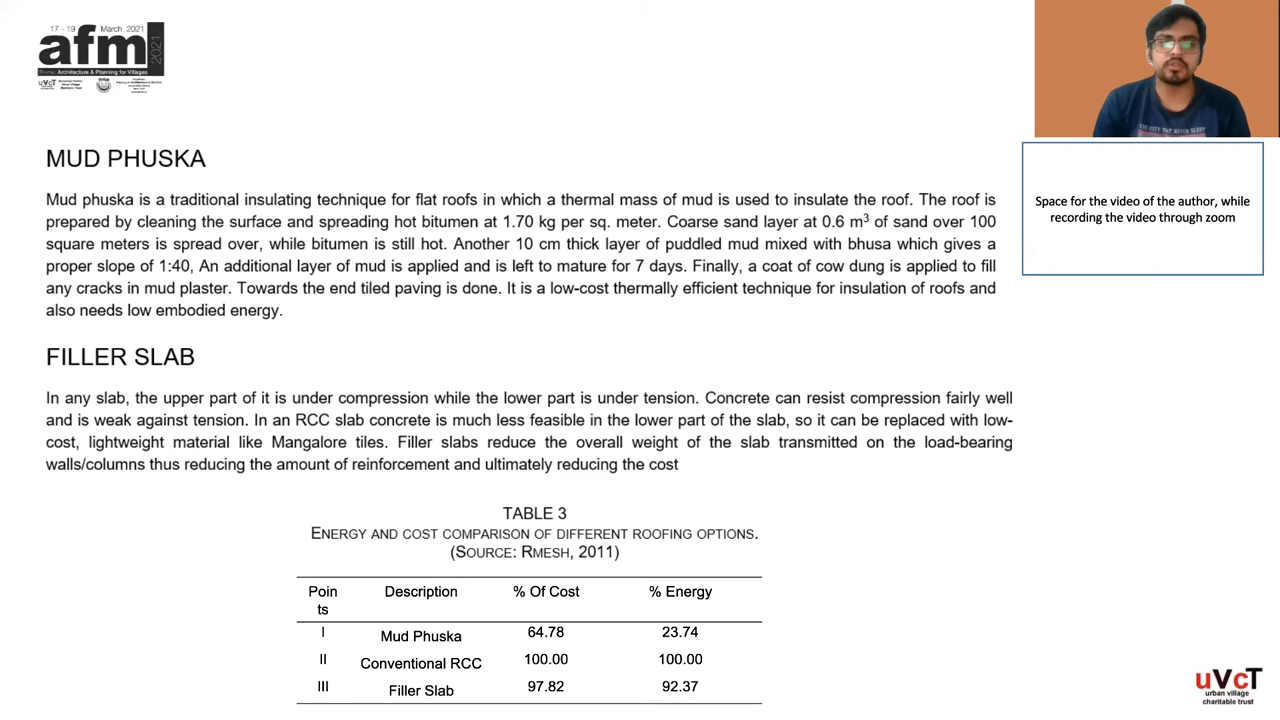 17 - 19 March 2021
afm
2021
Theme: Architecture & Planning for Villages
uVcT
MUD PHUSKA
Mud phuska is a traditional insulating technique for flat roofs in which a thermal mass of mud is used to insulate the roof. The roof is
prepared by cleaning the surface and spreading hot bitumen at 1.70 kg per sq. meter. Coarse sand layer at 0.6 m³ of sand over 100
square meters is spread over, while bitumen is still hot. Another 10 cm thick layer of puddled mud mixed with bhusa which gives a
proper slope of 1:40, An additional layer of mud is applied and is left to mature for 7 days. Finally, a coat of cow dung is applied to fill
any cracks in mud plaster. Towards the end tiled paving is done. It is a low-cost thermally efficient technique for insulation of roofs and
also needs low embodied energy.
FILLER SLAB
In any slab, the upper part of it is under compression while the lower part is under tension. Concrete can resist compression fairly well
and is weak against tension. In an RCC slab concrete is much less feasible in the lower part of the slab, so it can be replaced with low-
cost, lightweight material like Mangalore tiles. Filler slabs reduce the overall weight of the slab transmitted on the load-bearing
walls/columns thus reducing the amount of reinforcement and ultimately reducing the cost
TABLE 3
ENERGY AND COST COMPARISON OF DIFFERENT ROOFING OPTIONS.
(SOURCE: RMESH, 2011)
Poin Description % Of Cost % Energy
ts
I Mud Phuska 64.78 23.74
II Conventional RCC 100.00 100.00
III Filler Slab 97.82 92.37
THE CITY THAT NEVER SLEEP
Space for the video of the author, while
recording the video through zoom
uVcT
urban village
charitable trust